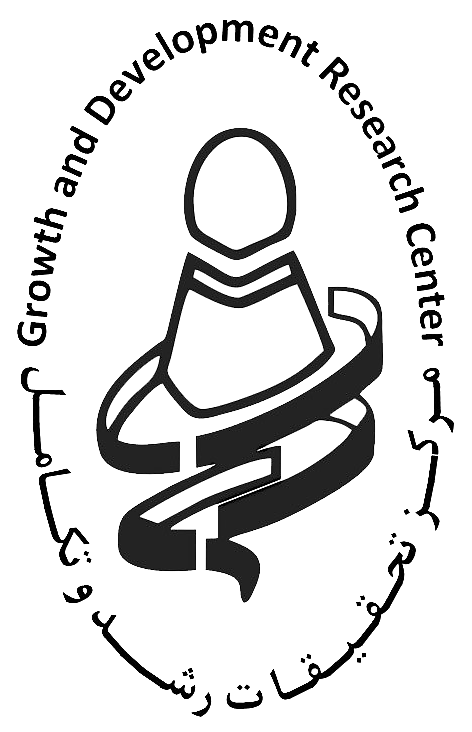 Growth and Development Research Center
مرکز تحقیقات رشد و تکامل